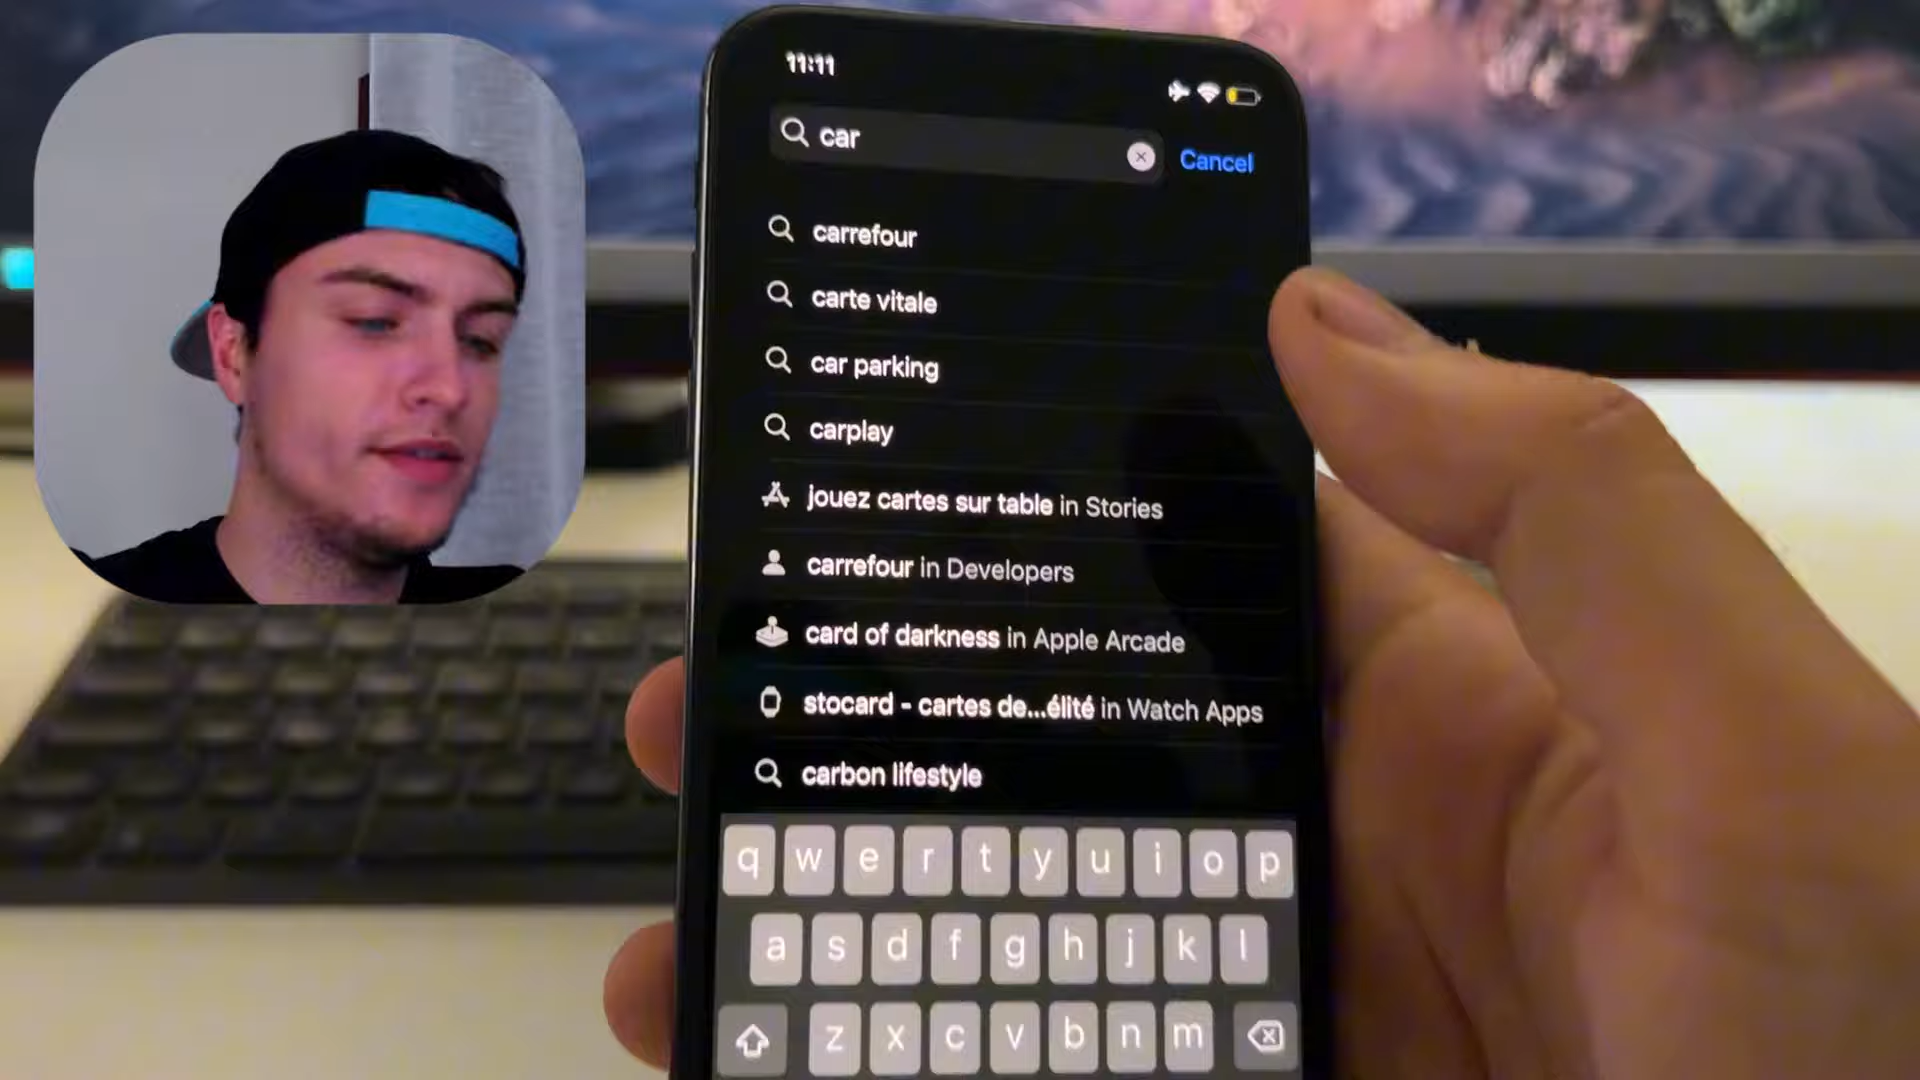 11:11
car
Cancel
carrefour
carte vitale
car parking
carplay
jouez cartes sur table in Stories
carrefour in Developers
card of darkness in Apple Arcade
stocard - cartes de...élité in Watch Apps
carbon lifestyle
q w e r t y u i o p
a s d f g h j k l
z x c v b n m